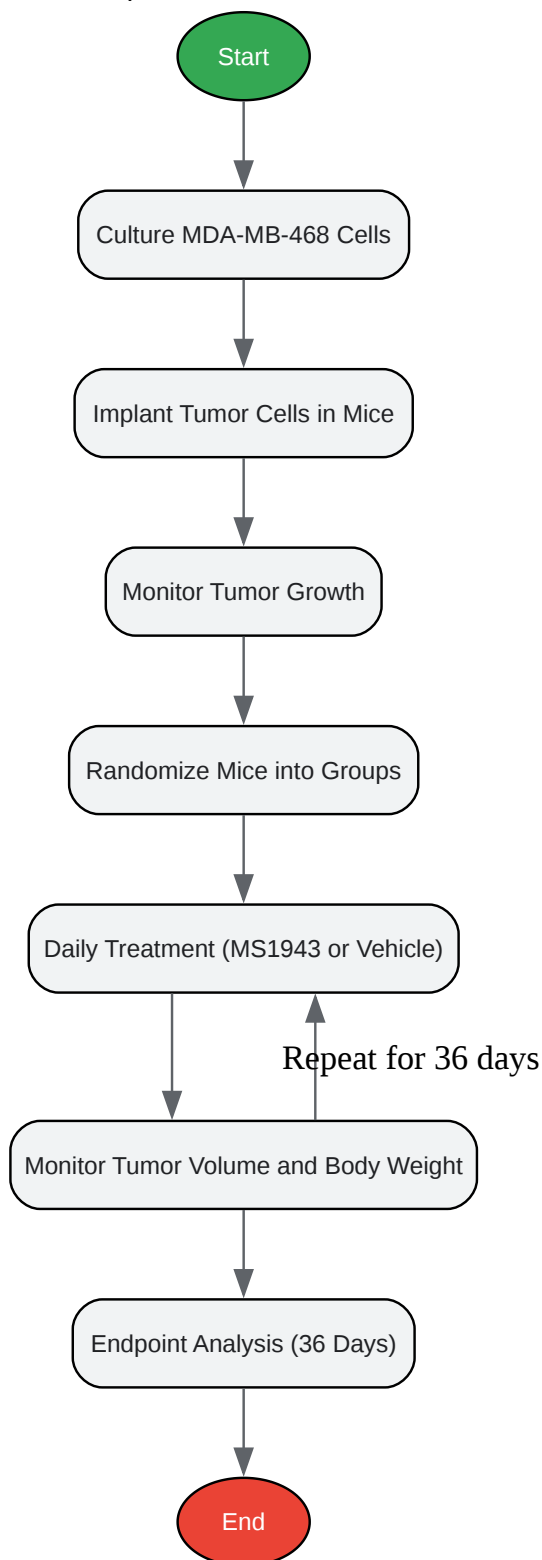 Start
Culture MDA-MB-468 Cells
Implant Tumor Cells in Mice
Monitor Tumor Growth
Randomize Mice into Groups
Daily Treatment (MS1943 or Vehicle)
Repeat for 36 days
Monitor Tumor Volume and Body Weight
Endpoint Analysis (36 Days)
End